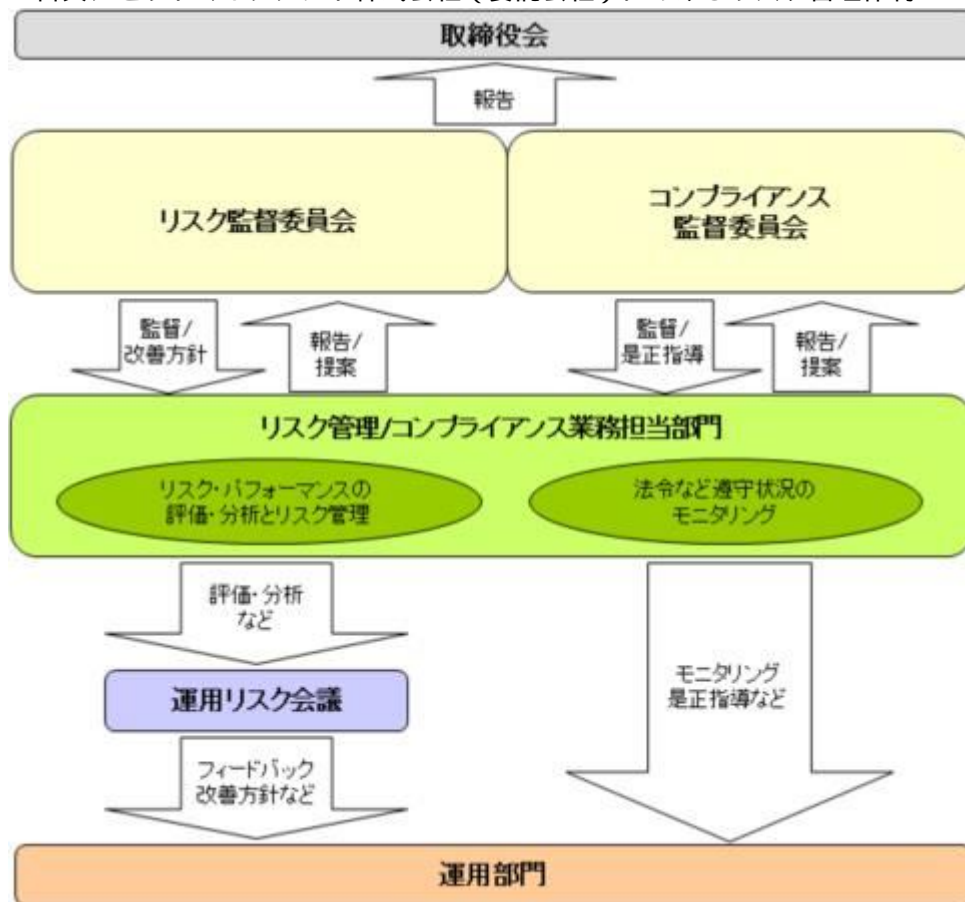 取締役会
報告
リスク監督委員会
コンプライアンス
監督委員会
監督/
改善方針
報告/
提案
監督/
是正指導
報告/
提案
リスク管理/コンプライアンス業務担当部門
リスク・パフォーマンスの
評価・分析とリスク管理
法令など遵守状況の
モニタリング
評価・分析
など
運用リスク会議
モニタリング
是正指導など
フィードバック
改善方針など
運用部門